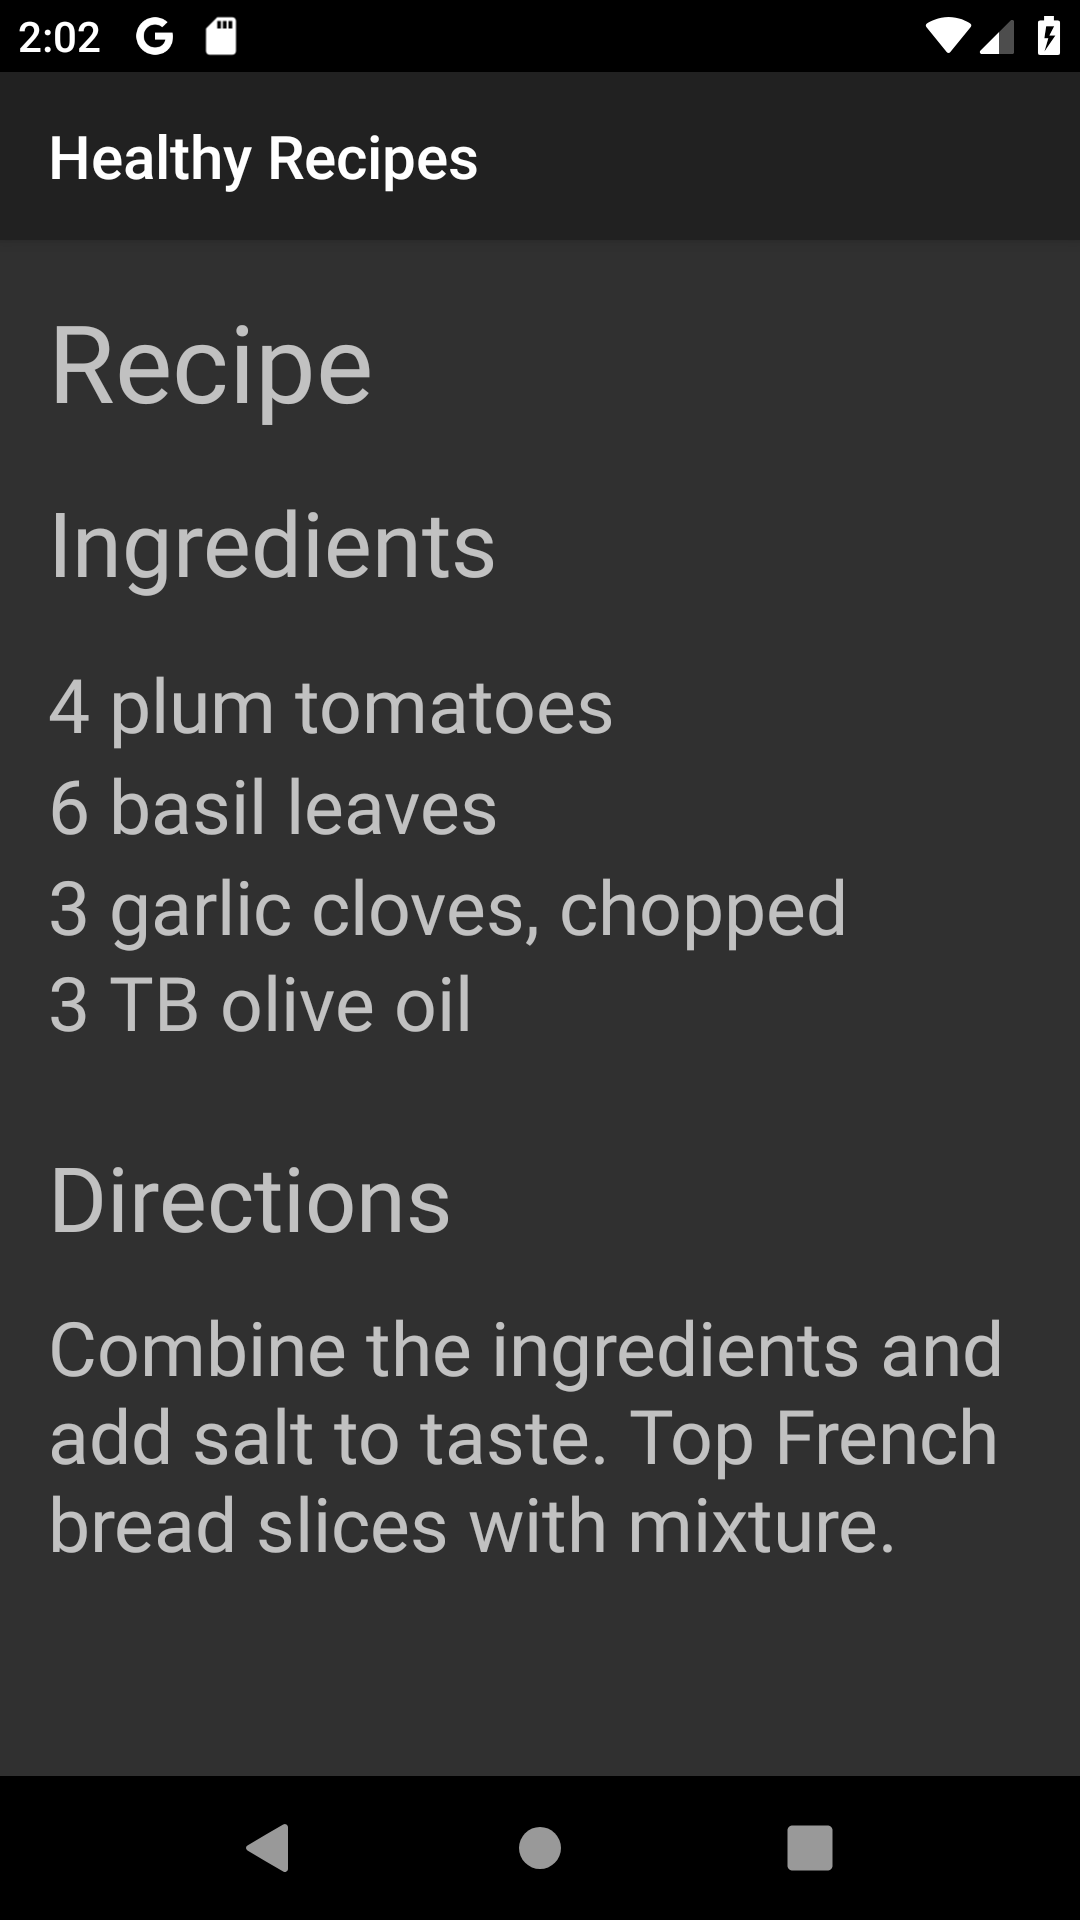 2:02
Healthy Recipes
Recipe
Ingredients
4 plum tomatoes
6 basil leaves
3 garlic cloves, chopped
3 TB olive oil
Directions
Combine the ingredients and
add salt to taste. Top French
bread slices with mixture.